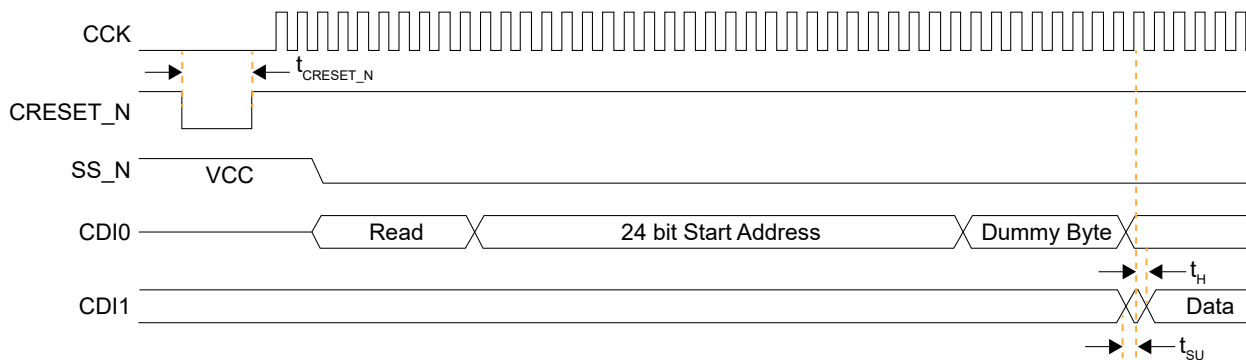 CCK
tCRESET_N
CRESET_N
SS_N VCC
CDI0 Read 24 bit Start Address Dummy Byte
tH
CDI1 Data
tSU